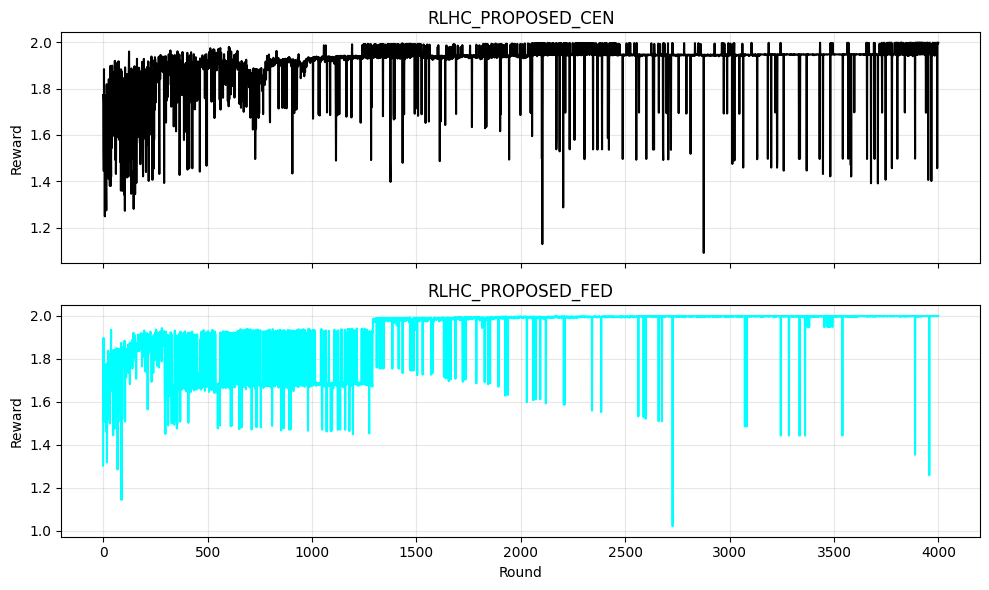 RLHC_PROPOSED_CEN
2.0
1.8
1.6
1.4
1.2
Reward
RLHC_PROPOSED_FED
2.0
1.8
1.6
1.4
1.2
1.0
Reward
0 500 1000 1500 2000 2500 3000 3500 4000
Round